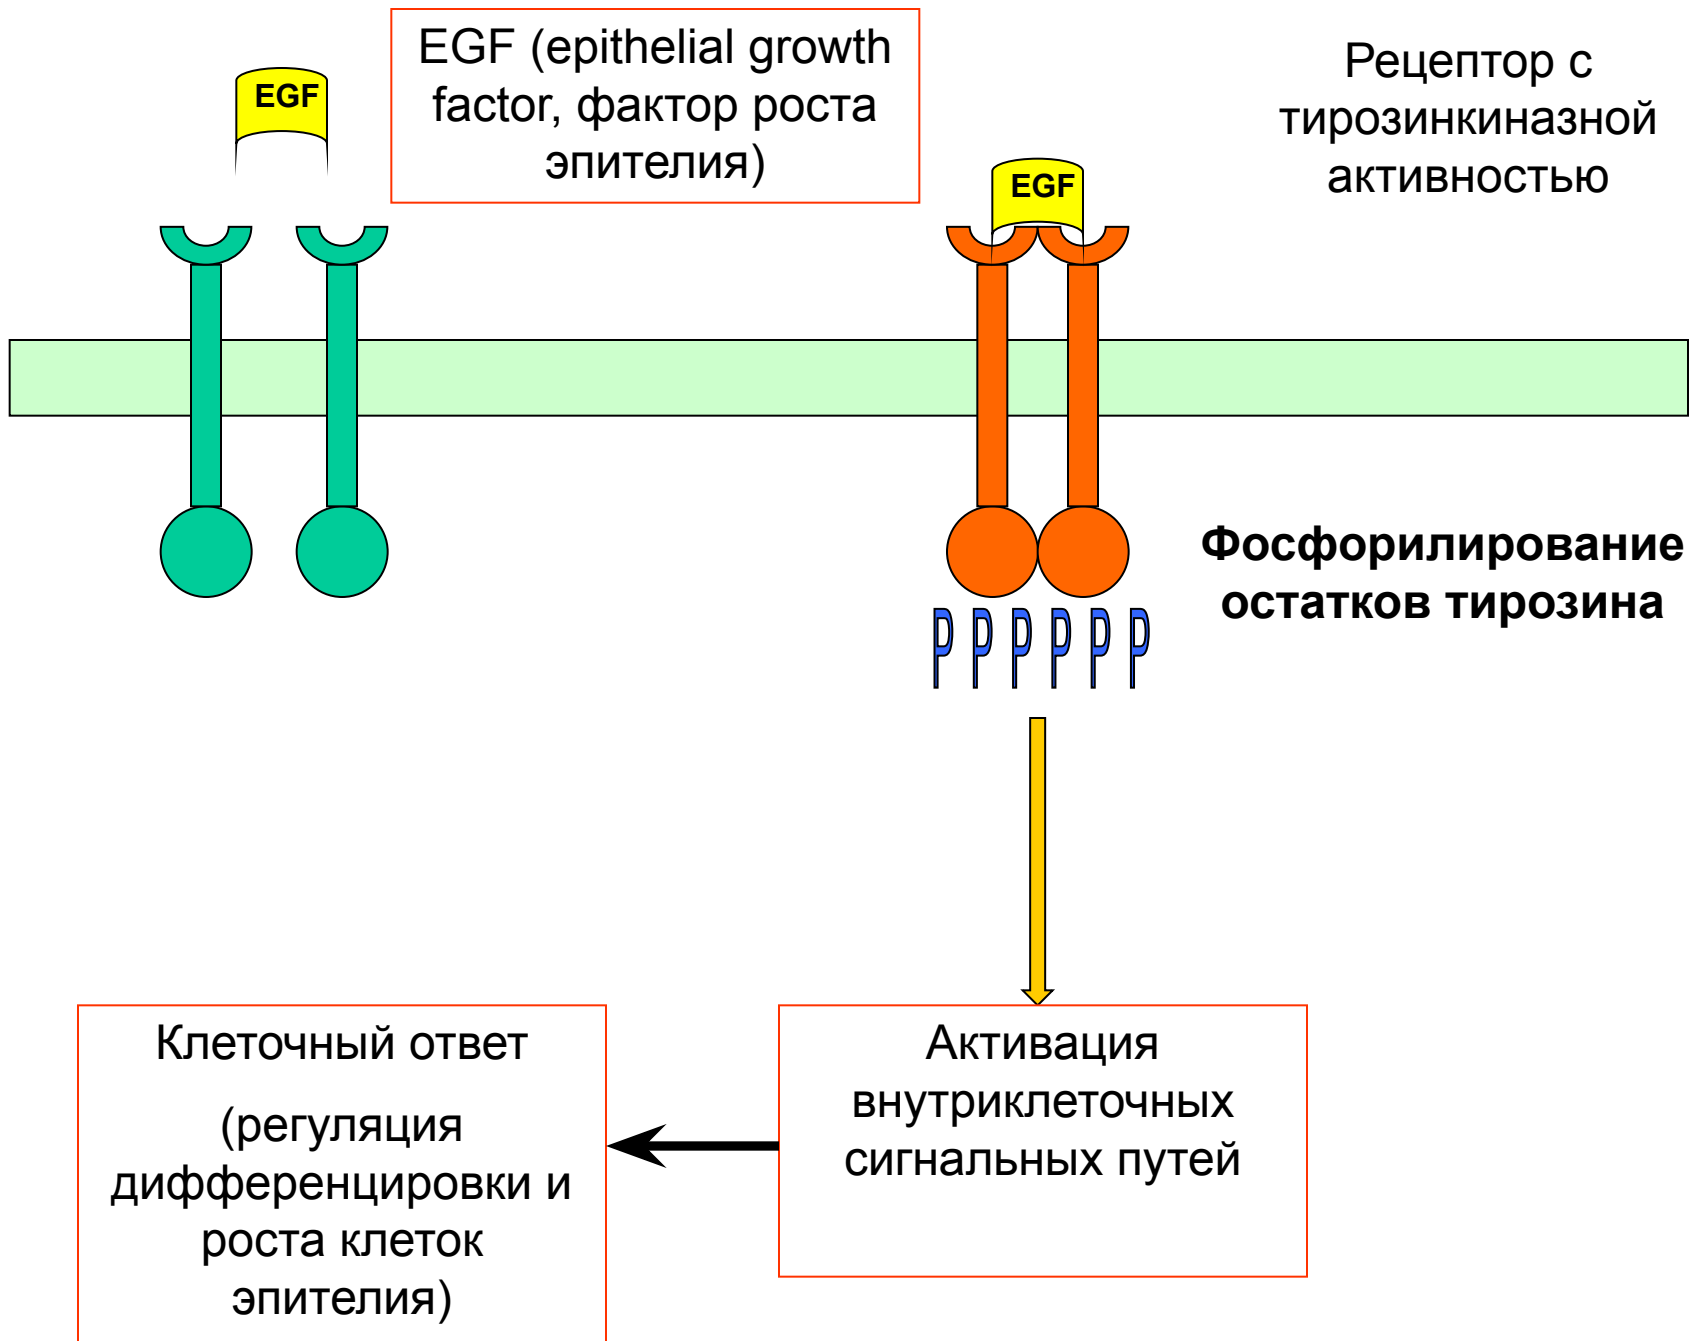 EGF
EGF (epithelial growth
factor, фактор роста
эпителия)
Рецептор с
тирозинкиназной
активностью
EGF
Фосфорилирование
остатков тирозина
P P P P P P
Активация
внутриклеточных
сигнальных путей
Клеточный ответ
(регуляция
дифференцировки и
роста клеток
эпителия)